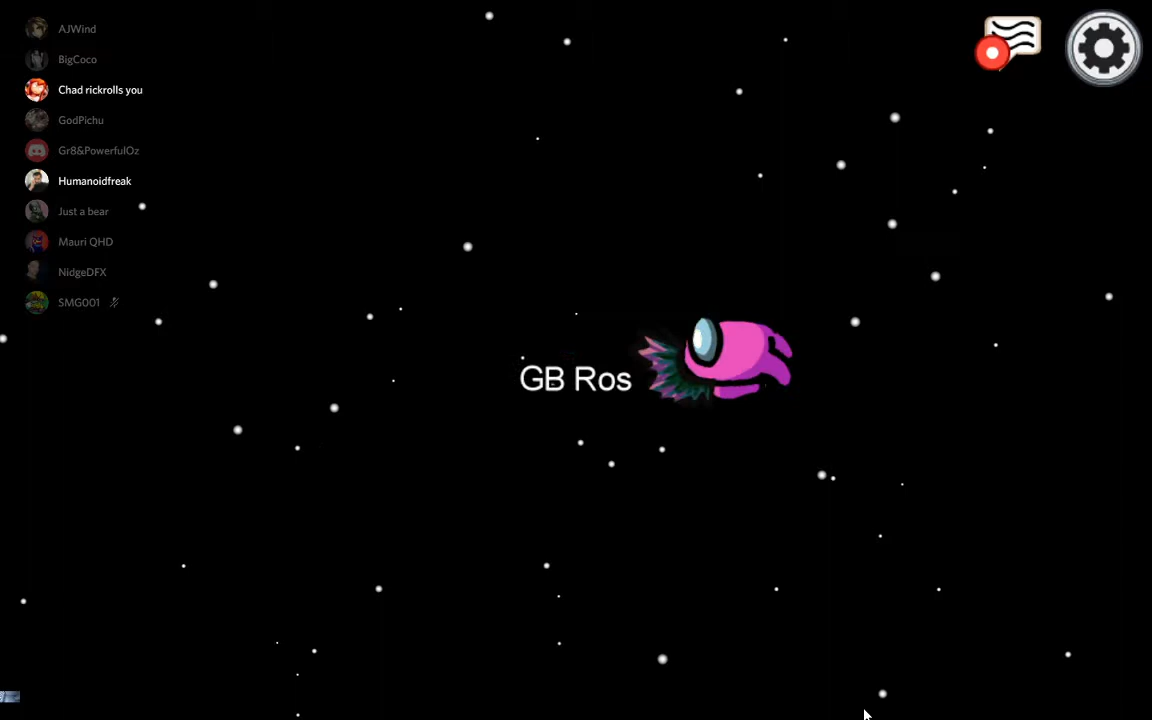 AJWind
BigCoco
Chad rickrolls you
GodPichu
Gr8&PowerfulOz
Humanoidfreak
Just a bear
Mauri QHD
NidgeDFX
SMG001
GB Ros